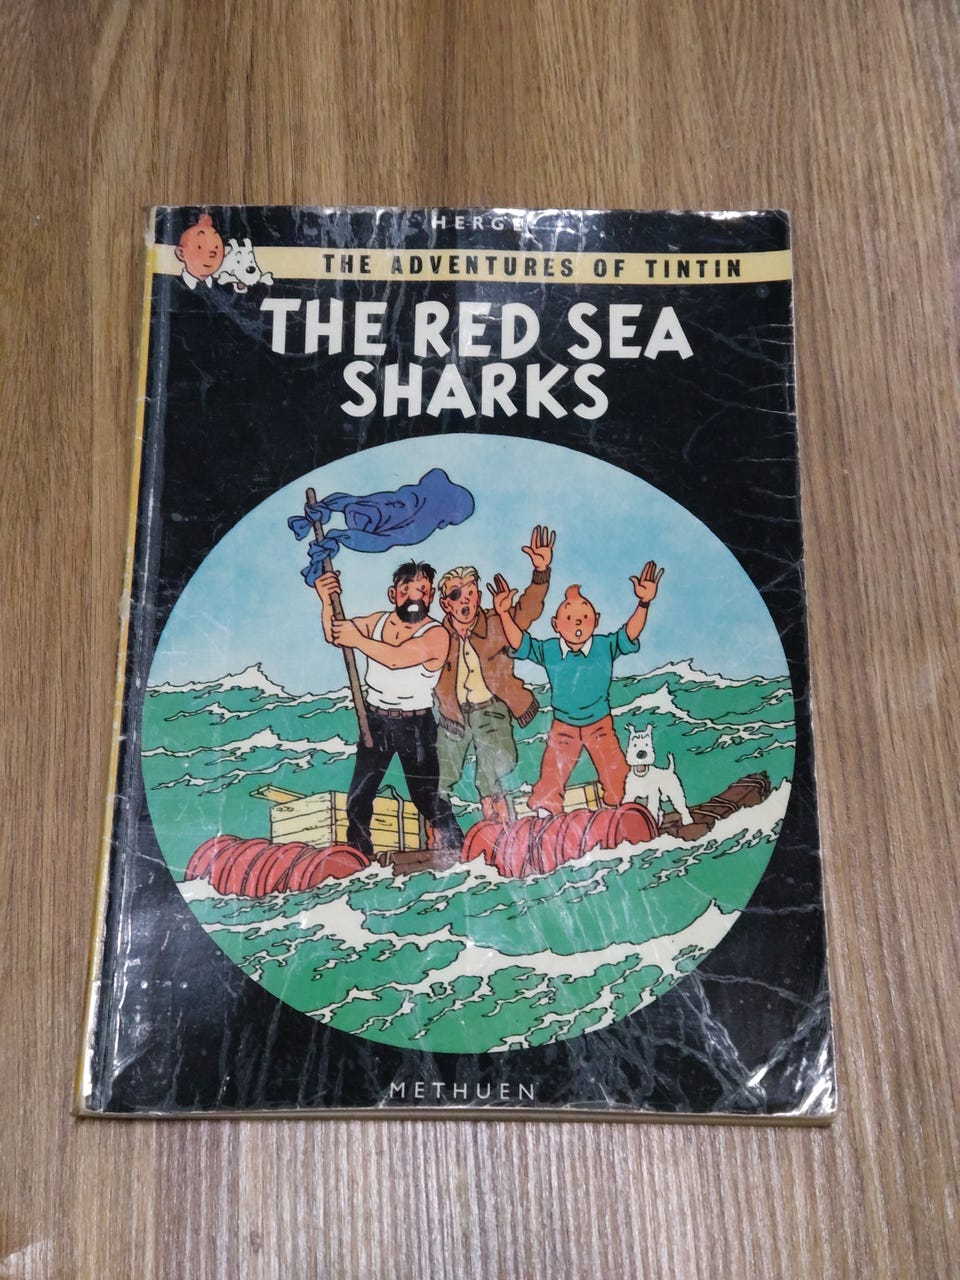 HERGÉ
THE ADVENTURES OF TINTIN
THE RED SEA
SHARKS
METHUEN